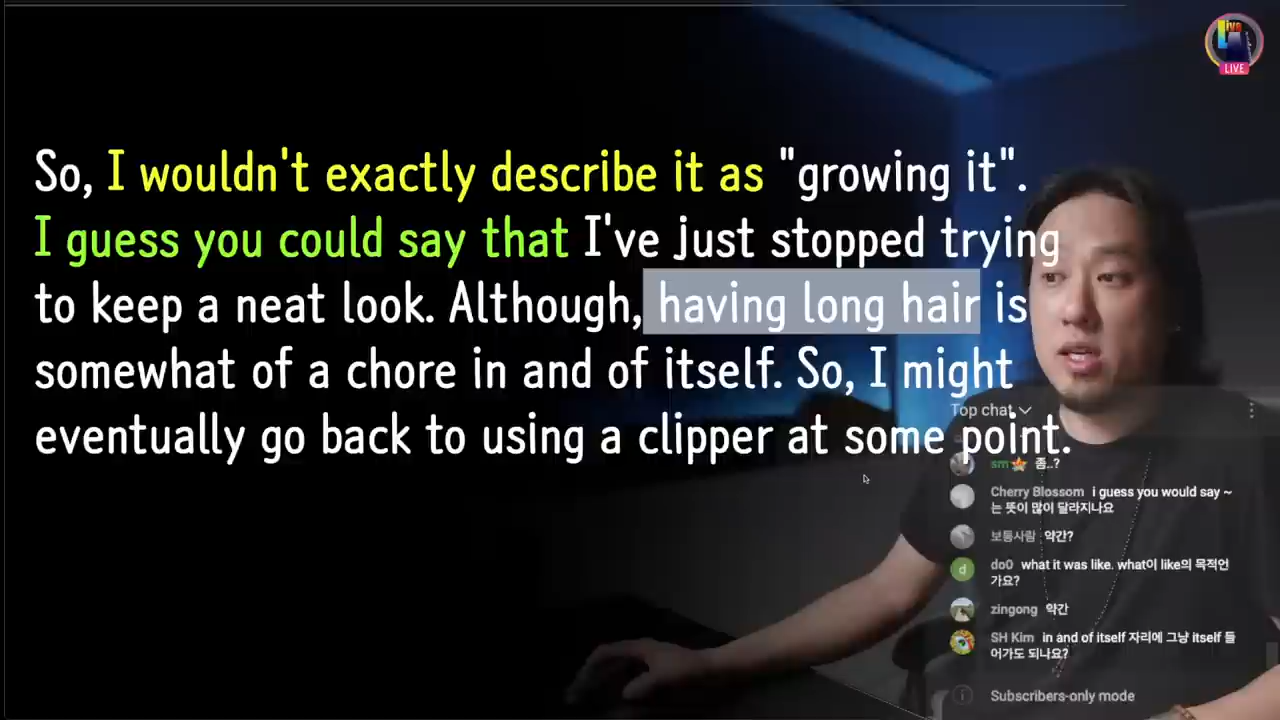 Live
LIVE
So, I wouldn't exactly describe it as "growing it".
I guess you could say that I've just stopped trying
to keep a neat look. Although, having long hair is
somewhat of a chore in and of itself. So, I might
eventually go back to using a clipper at some point.
Top chat
sm 좀..?
Cherry Blossom i guess you would say ~
는 뜻이 많이 달라지나요
보통사람 약간?
d do0 what it was like. what이 like의 목적언
가요?
zingong 약간
SH Kim in and of itself 자리에 그냥 itself 들
어가도 되나요?
Subscribers-only mode